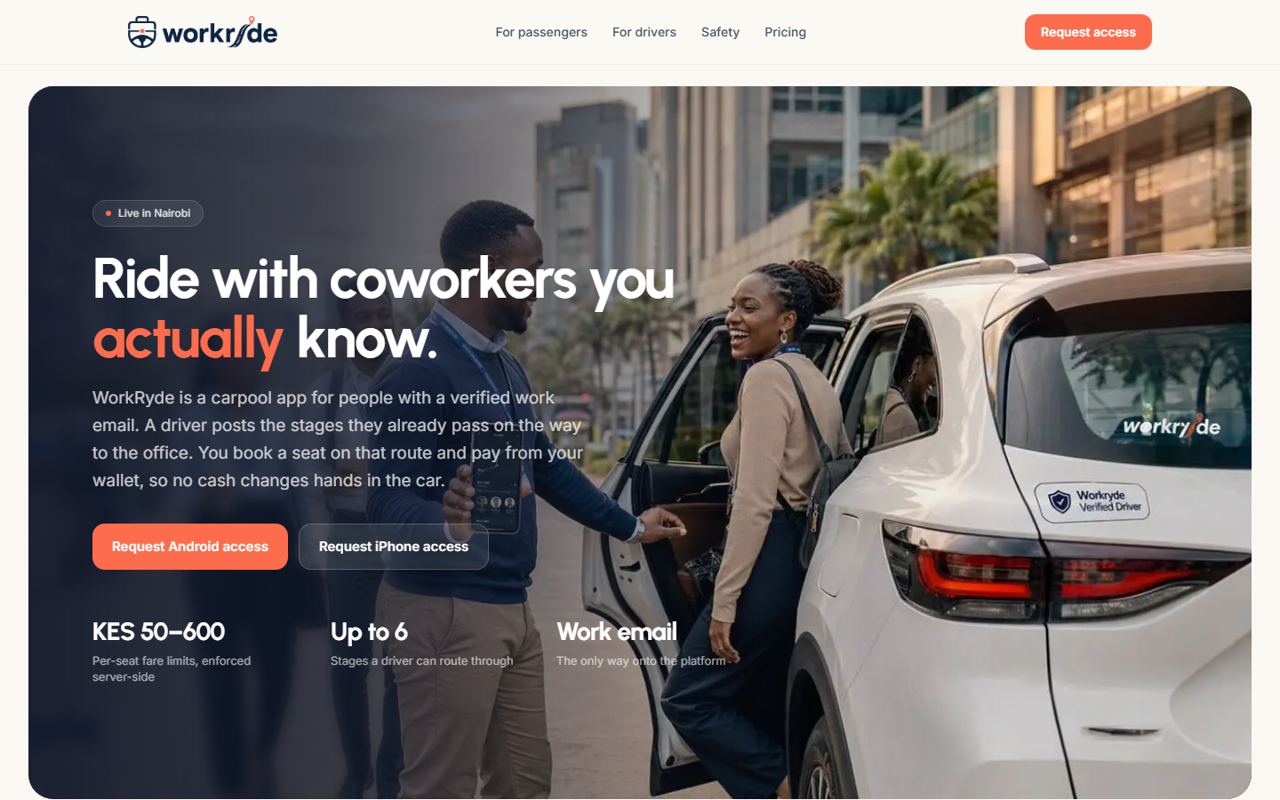 workryde
For passengers
For drivers
Safety
Pricing
Request access
Live in Nairobi
Ride with coworkers you
actually know.
WorkRyde is a carpool app for people with a verified work
email. A driver posts the stages they already pass on the way
to the office. You book a seat on that route and pay from your
wallet, so no cash changes hands in the car.
Request Android access
Request iPhone access
KES 50–600
Per-seat fare limits, enforced
server-side
Up to 6
Stages a driver can route through
Work email
The only way onto the platform
workryde
Workryde
Verified Driver